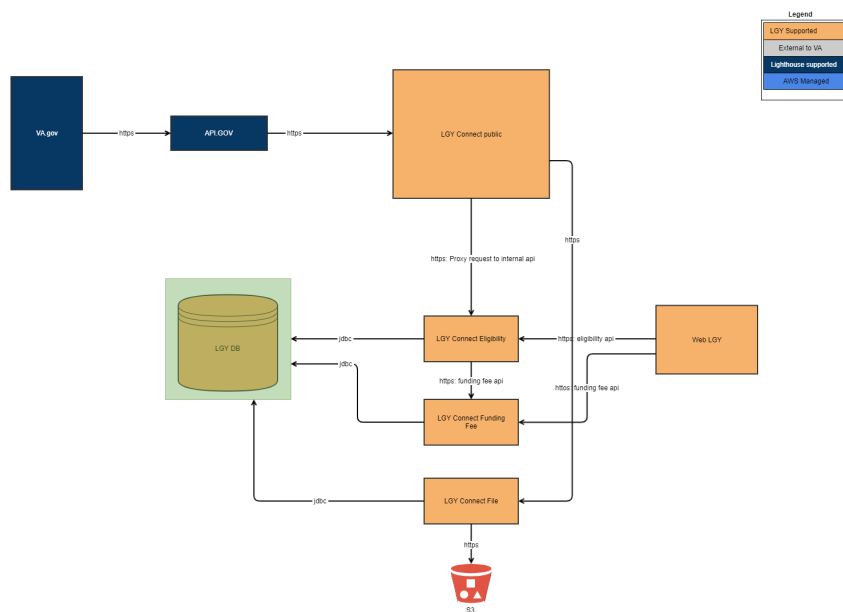 Legend
LGY Supported
External to VA
Lighthouse supported
AWS Managed
VA.gov
https
API.GOV
https
LGY Connect public
https
https: Proxy request to internal api
LGY DB
jdbc
LGY Connect Eligibility
https: eligibility api
Web LGY
jdbc
https: funding fee api
https: funding fee api
LGY Connect Funding
Fee
jdbc
LGY Connect File
https
S3